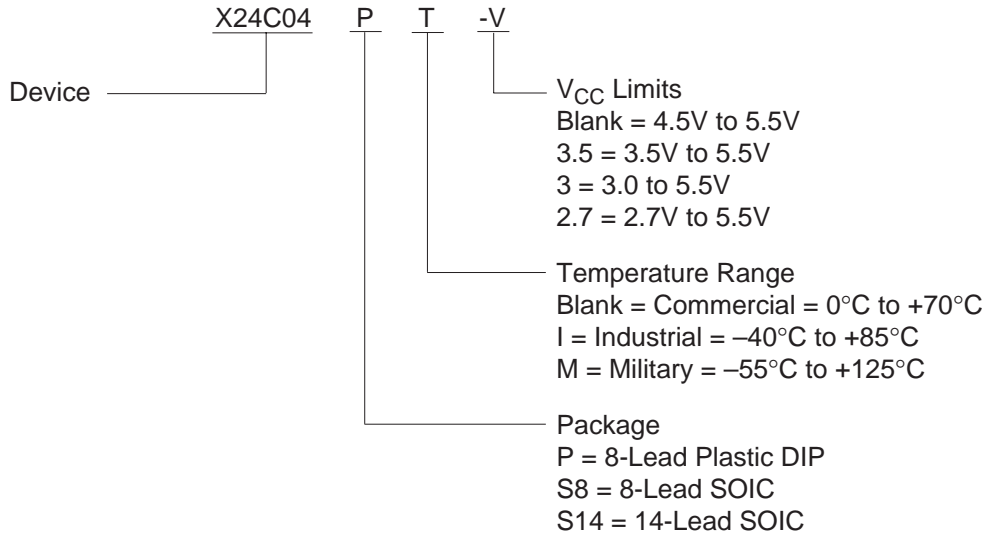 X24C04 P T -V
Device
VCC Limits
Blank = 4.5V to 5.5V
3.5 = 3.5V to 5.5V
3 = 3.0 to 5.5V
2.7 = 2.7V to 5.5V
Temperature Range
Blank = Commercial = 0°C to +70°C
I = Industrial = –40°C to +85°C
M = Military = –55°C to +125°C
Package
P = 8-Lead Plastic DIP
S8 = 8-Lead SOIC
S14 = 14-Lead SOIC